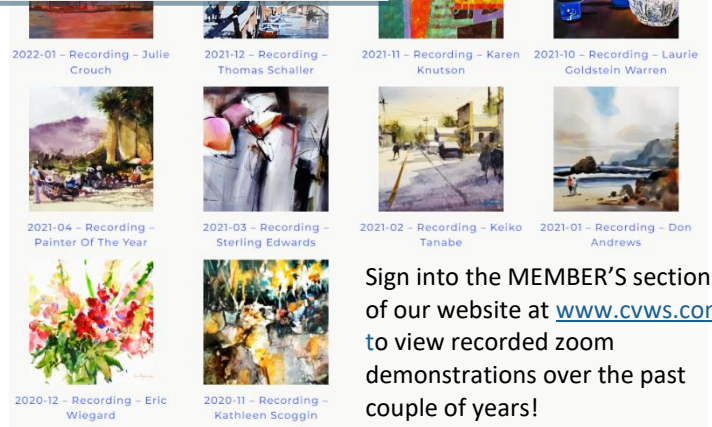 2022-01 – Recording – Julie
Crouch
2021-12 – Recording –
Thomas Schaller
2021-11 – Recording – Karen
Knutson
2021-10 – Recording – Laurie
Goldstein Warren
2021-04 – Recording –
Painter Of The Year
2021-03 – Recording –
Sterling Edwards
2021-02 – Recording – Keiko
Tanabe
2021-01 – Recording – Don
Andrews
2020-12 – Recording – Eric
Wiegard
2020-11 – Recording –
Kathleen Scoggin
Sign into the MEMBER'S section
of our website at www.cvws.com
to view recorded zoom
demonstrations over the past
couple of years!